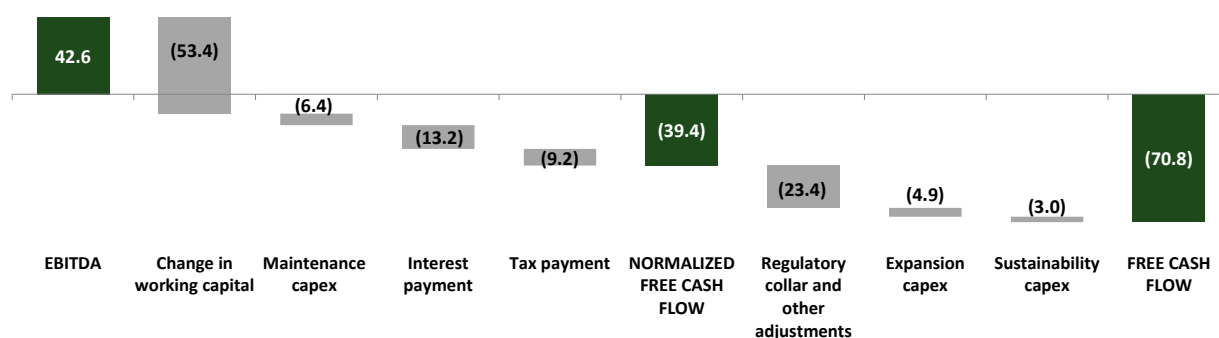 42.6
(53.4)
(6.4)
(13.2)
(9.2)
(39.4)
(23.4)
(4.9)
(3.0)
(70.8)
EBITDA
Change in
working capital
Maintenance
capex
Interest
payment
Tax payment
NORMALIZED
FREE CASH
FLOW
Regulatory
collar and
other
adjustments
Expansion
capex
Sustainability
capex
FREE CASH
FLOW